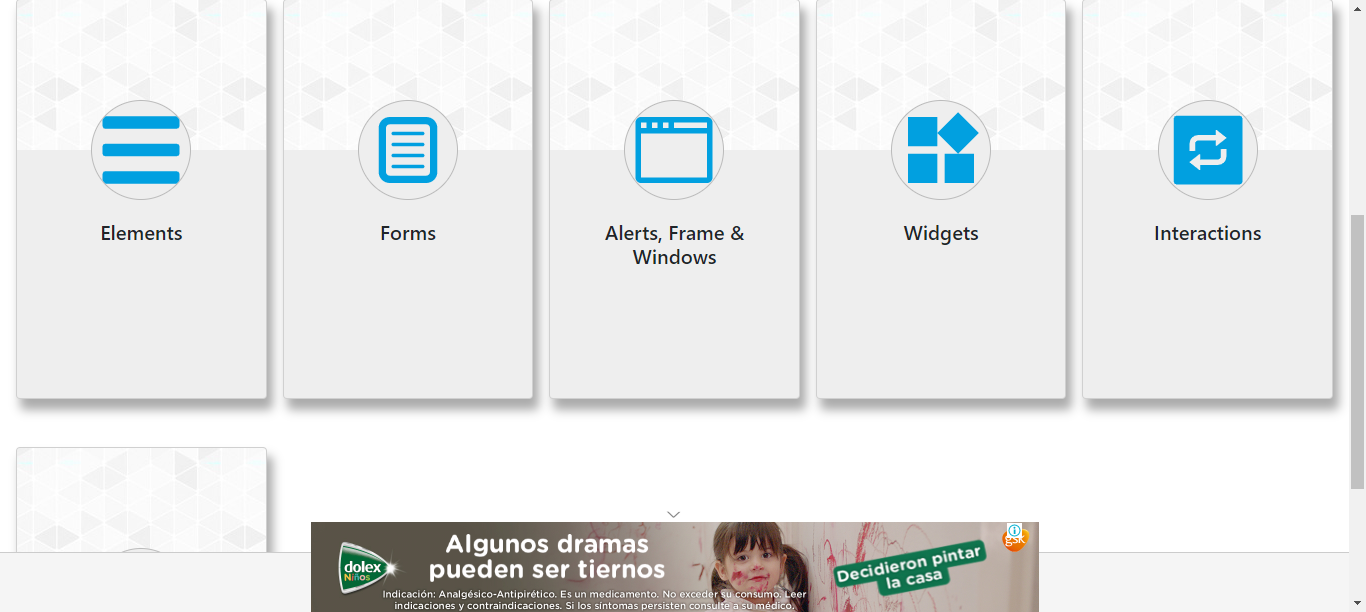 Elements
Forms
Alerts, Frame &
Windows
Widgets
Interactions
dolex
Niños
Algunos dramas
pueden ser tiernos
Indicación: Analgésico-Antipirético. Es un medicamento. No exceder su consumo. Leer
indicaciones y contraindicaciones. Si los síntomas persisten consulte a su médico.
Decidieron pintar
la casa
gsk